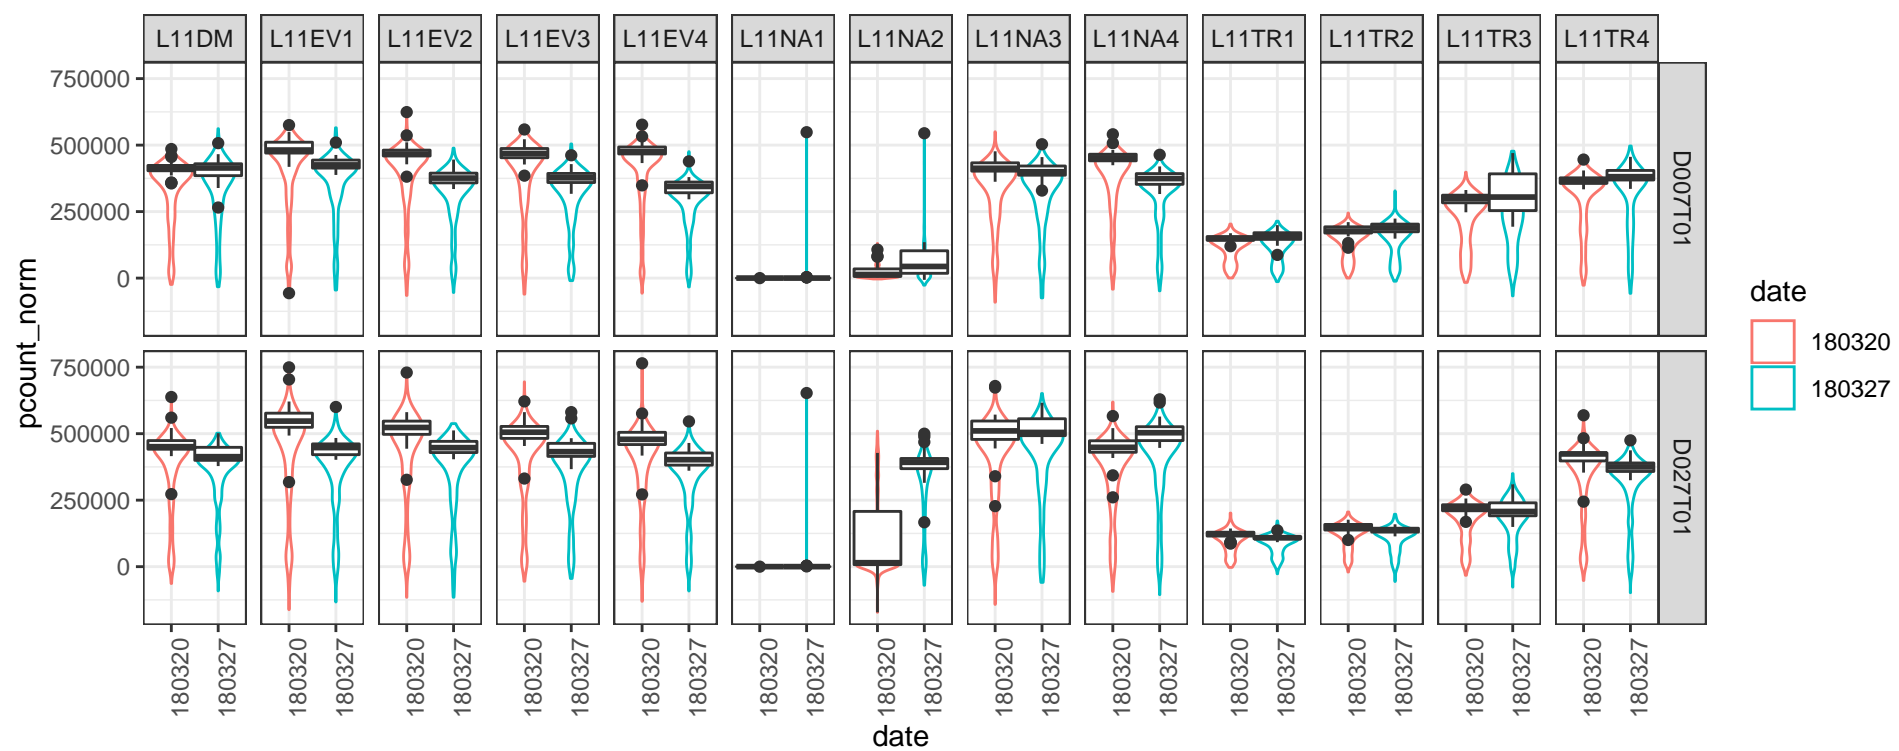 L11DM L11EV1 L11EV2 L11EV3 L11EV4 L11NA1 L11NA2 L11NA3 L11NA4 L11TR1 L11TR2 L11TR3 L11TR4
750000
500000
250000
0
D007T01
750000
500000
250000
0
D027T01
pcount_norm
180320 180327 180320 180327 180320 180327 180320 180327 180320 180327 180320 180327 180320 180327 180320 180327 180320 180327 180320 180327 180320 180327 180320 180327 180320 180327
date
date
180320
180327